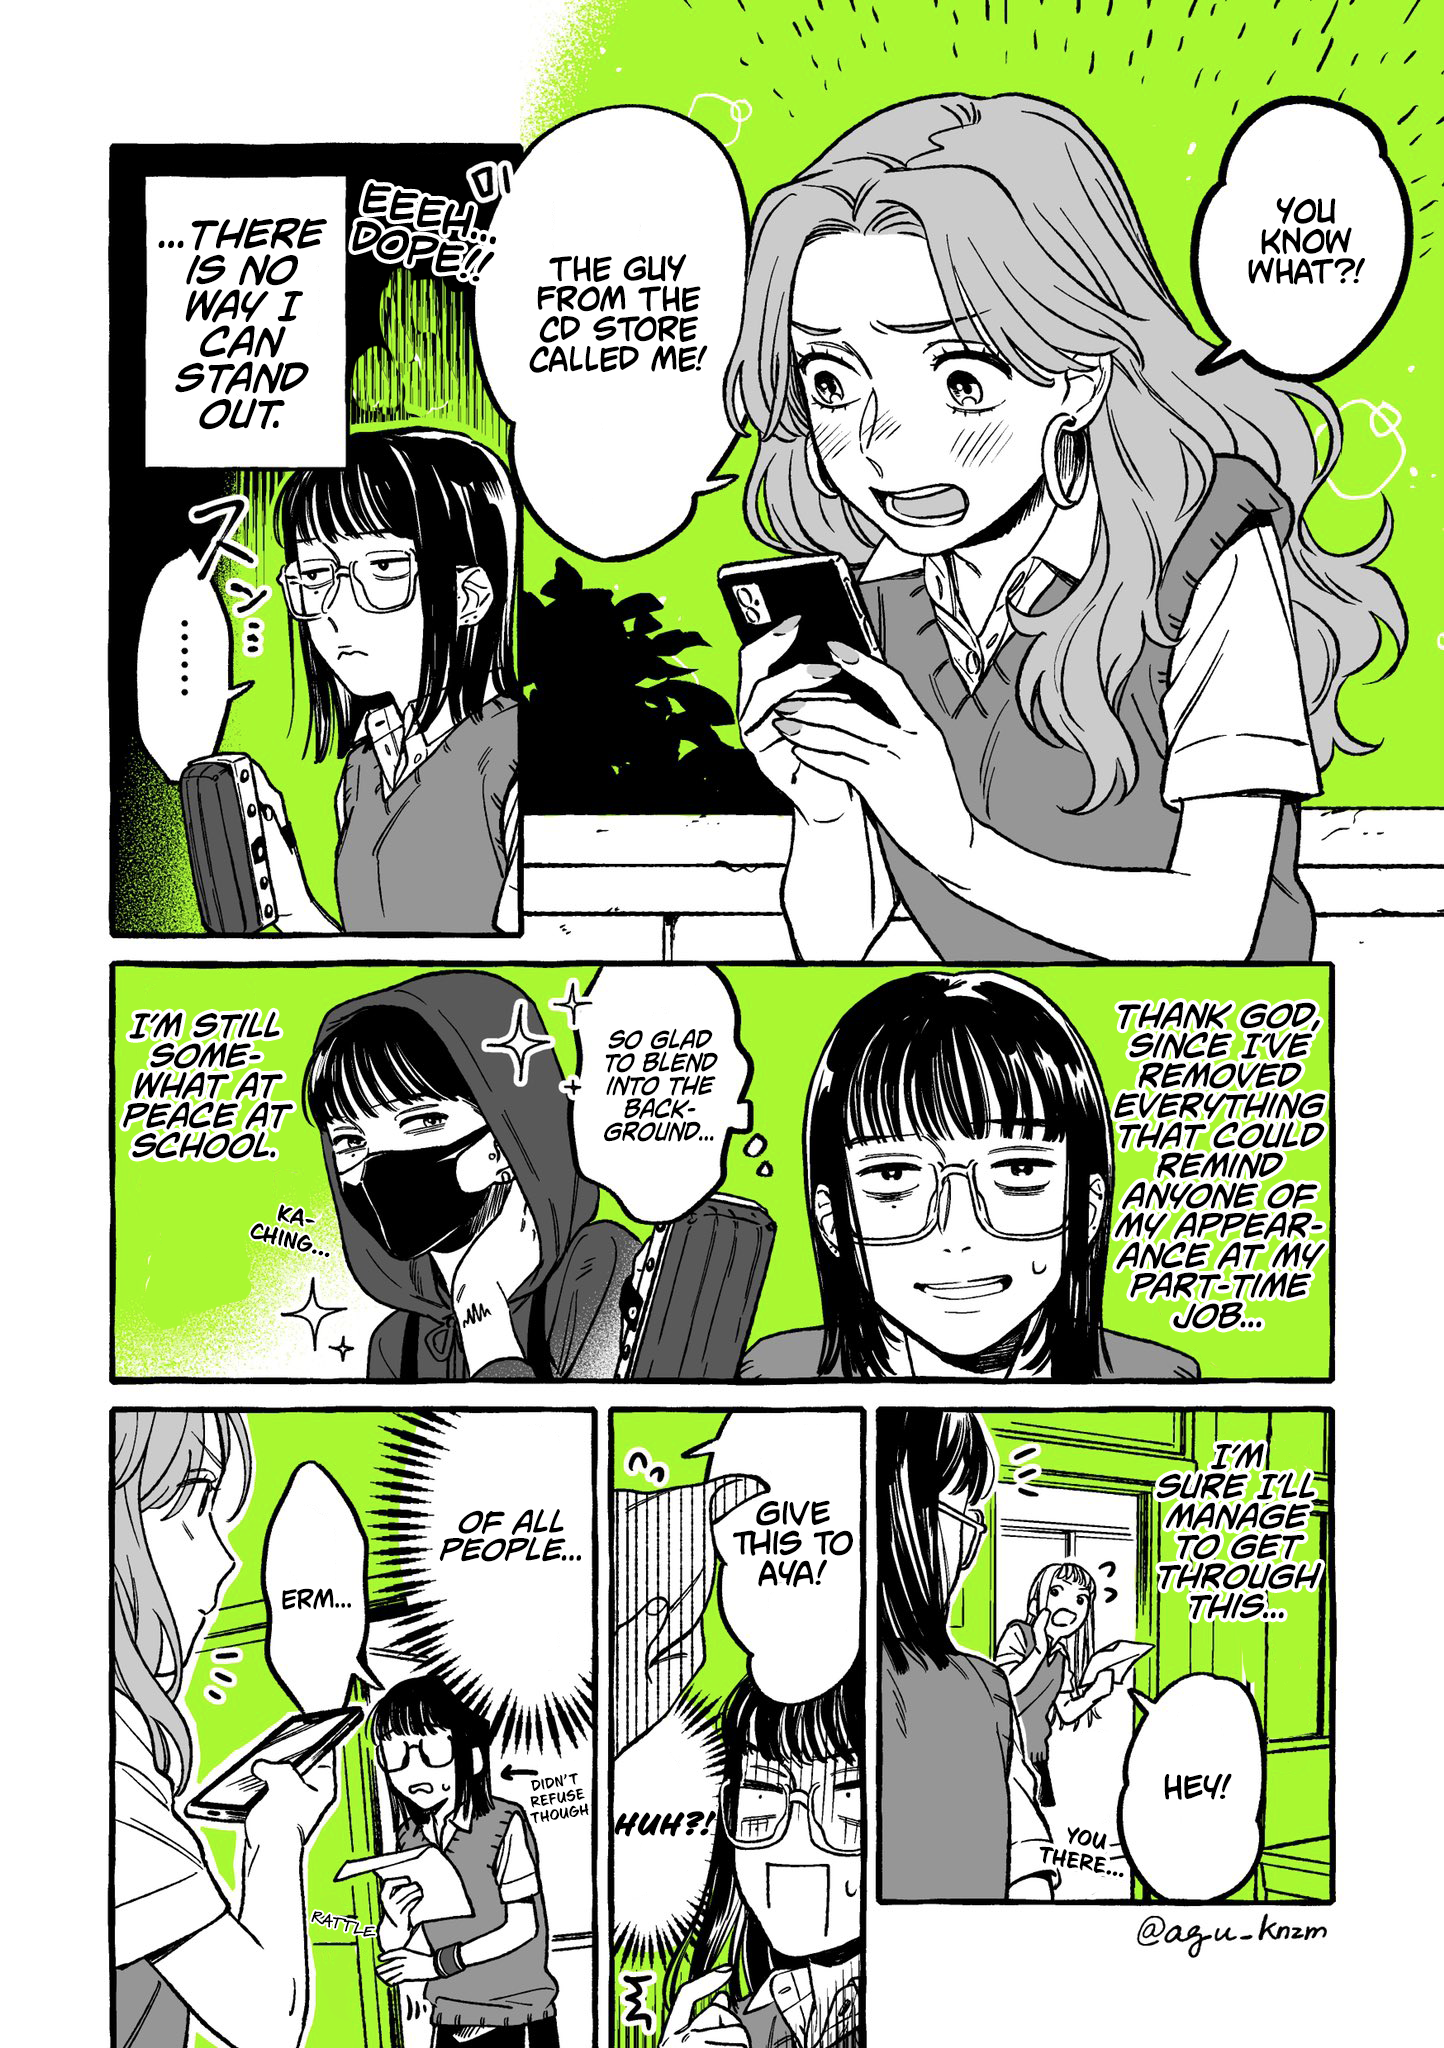 YOU
KNOW
WHAT?!
THE GUY
FROM THE
CD STORE
CALLED ME!
EEEH...
DOPE!!
...THERE
IS NO
WAY I
CAN
STAND
OUT.
スン...
.......
THANK GOD,
SINCE I'VE
REMOVED
EVERYTHING
THAT COULD
REMIND
ANYONE OF
MY APPEAR-
ANCE AT MY
PART-TIME
JOB...
SO GLAD
TO BLEND
INTO THE
BACK-
GROUND...
I'M STILL
SOME-
WHAT AT
PEACE AT
SCHOOL.
KA-
CHING...
I'M
SURE I'LL
MANAGE
TO GET
THROUGH
THIS...
HEY!
YOU
THERE...
GIVE
THIS TO
AYA!
HUH?!
OF ALL
PEOPLE...
ERM...
DIDN'T
REFUSE
THOUGH
RATTLE
@agu_knzm